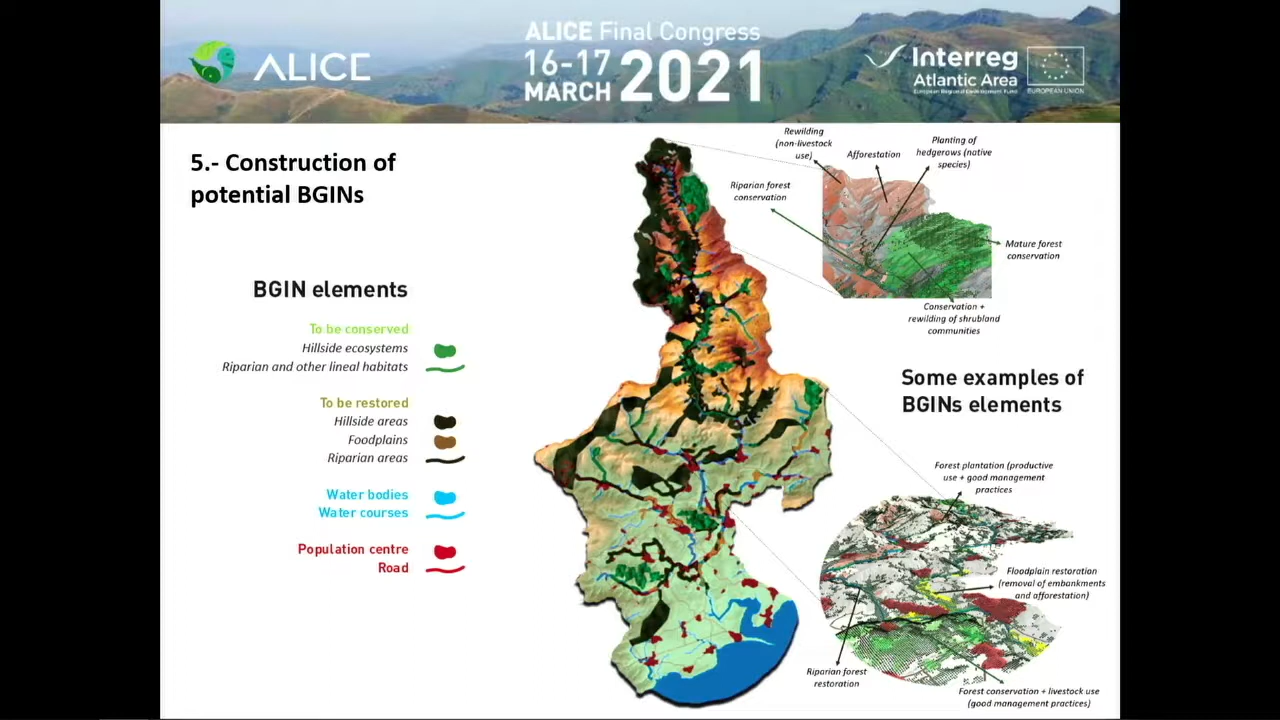 ALICE
ALICE Final Congress
16-17
MARCH 2021
Interreg
Atlantic Area
European Regional Development Fund
EUROPEAN UNION
5.- Construction of
potential BGINs
BGIN elements
To be conserved
Hillside ecosystems
Riparian and other lineal habitats
To be restored
Hillside areas
Foodplains
Riparian areas
Water bodies
Water courses
Population centre
Road
Rewilding
(non-livestock
use)
Afforestation
Planting of
hedgerows (native
species)
Riparian forest
conservation
Mature forest
conservation
Conservation +
rewilding of shrubland
communities
Some examples of
BGINs elements
Forest plantation (productive
use + good management
practices
Floodplain restoration
(removal of embankments
and afforestation)
Riparian forest
restoration
Forest conservation + livestock use
(good management practices)